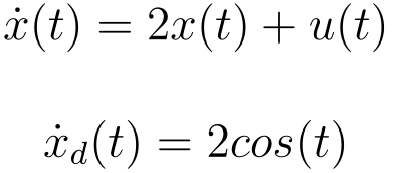 ẋ(t) = 2x(t) + u(t)
ẋ_d(t) = 2cos(t)